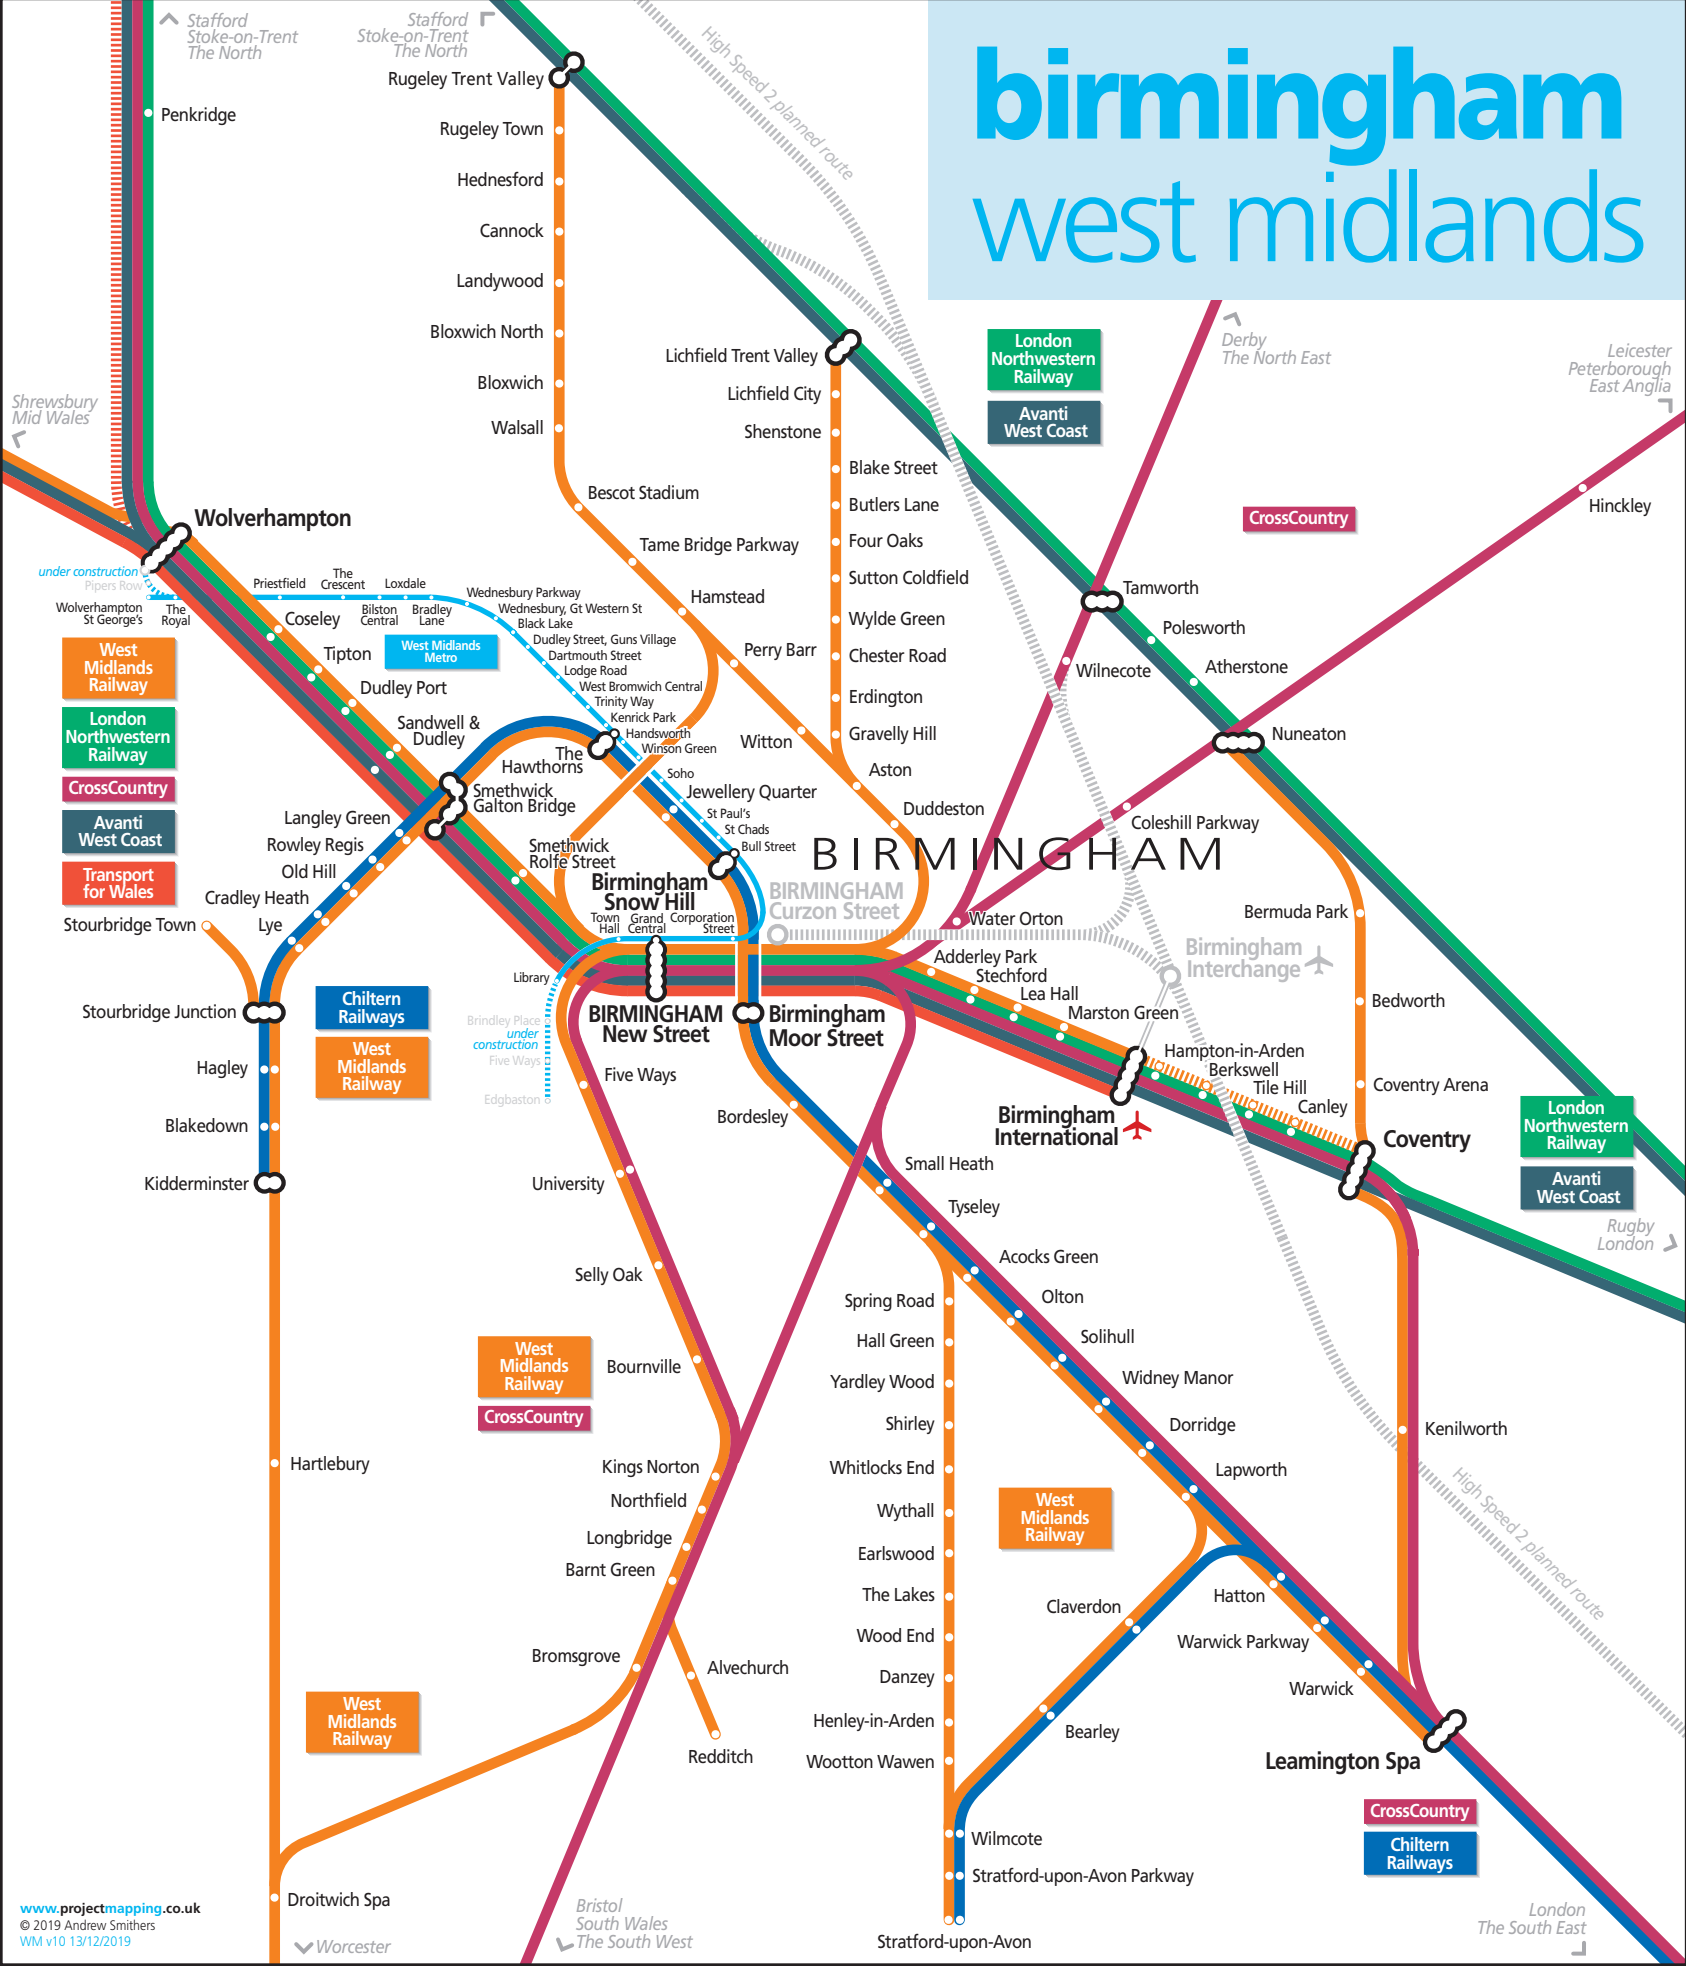 birmingham
west midlands
Stafford
Stoke-on-Trent
The North
Stafford
Stoke-on-Trent
The North
High Speed 2 planned route
Penkridge
Rugeley Trent Valley
Rugeley Town
Hednesford
Cannock
Landywood
Bloxwich North
Bloxwich
Walsall
Bescot Stadium
Tame Bridge Parkway
Hamstead
Perry Barr
Witton
Lichfield Trent Valley
Lichfield City
Shenstone
Blake Street
Butlers Lane
Four Oaks
Sutton Coldfield
Wylde Green
Chester Road
Erdington
Gravelly Hill
Aston
Duddeston
London
Northwestern
Railway
Avanti
West Coast
Derby
The North East
Leicester
Peterborough
East Anglia
CrossCountry
Hinckley
Tamworth
Polesworth
Wilnecote
Atherstone
Nuneaton
Coleshill Parkway
Water Orton
Bermuda Park
Bedworth
Coventry Arena
Shrewsbury
Mid Wales
Wolverhampton
under construction
Pipers Row
Wolverhampton
St George's
The
Royal
Priestfield
The
Crescent
Loxdale
Bilston
Central
Bradley
Lane
Wednesbury Parkway
Wednesbury, Gt Western St
Black Lake
Dudley Street, Guns Village
Dartmouth Street
Lodge Road
West Bromwich Central
Trinity Way
Kenrick Park
Handsworth
Winson Green
Soho
Jewellery Quarter
St Paul's
St Chads
Bull Street
West Midlands
Metro
Coseley
Tipton
Dudley Port
Sandwell &
Dudley
The
Hawthorns
Smethwick
Galton Bridge
Smethwick
Rolfe Street
West
Midlands
Railway
London
Northwestern
Railway
CrossCountry
Avanti
West Coast
Transport
for Wales
Langley Green
Rowley Regis
Old Hill
Cradley Heath
Lye
Stourbridge Town
Stourbridge Junction
Hagley
Blakedown
Kidderminster
Hartlebury
Droitwich Spa
Worcester
Chiltern
Railways
West
Midlands
Railway
BIRMINGHAM
Birmingham
Snow Hill
BIRMINGHAM
Curzon Street
Town
Hall
Grand
Central
Corporation
Street
Library
Brindley Place
under
construction
Five Ways
Edgbaston
BIRMINGHAM
New Street
Birmingham
Moor Street
Birmingham
Interchange
Adderley Park
Stechford
Lea Hall
Marston Green
Birmingham
International
Hampton-in-Arden
Berkswell
Tile Hill
Canley
Coventry
London
Northwestern
Railway
Avanti
West Coast
Rugby
London
Five Ways
University
Selly Oak
Bournville
Kings Norton
Northfield
Longbridge
Barnt Green
Bromsgrove
Alvechurch
Redditch
West
Midlands
Railway
CrossCountry
West
Midlands
Railway
Bordesley
Small Heath
Tyseley
Acocks Green
Olton
Solihull
Widney Manor
Dorridge
Lapworth
Hatton
Warwick Parkway
Warwick
Leamington Spa
Kenilworth
High Speed 2 planned route
Spring Road
Hall Green
Yardley Wood
Shirley
Whitlocks End
Wythall
Earlswood
The Lakes
Wood End
Danzey
Henley-in-Arden
Wootton Wawen
Wilmcote
Stratford-upon-Avon Parkway
Stratford-upon-Avon
West
Midlands
Railway
Claverdon
Bearley
CrossCountry
Chiltern
Railways
London
The South East
Bristol
South Wales
The South West
www.projectmapping.co.uk
© 2019 Andrew Smithers
WM v10 13/12/2019